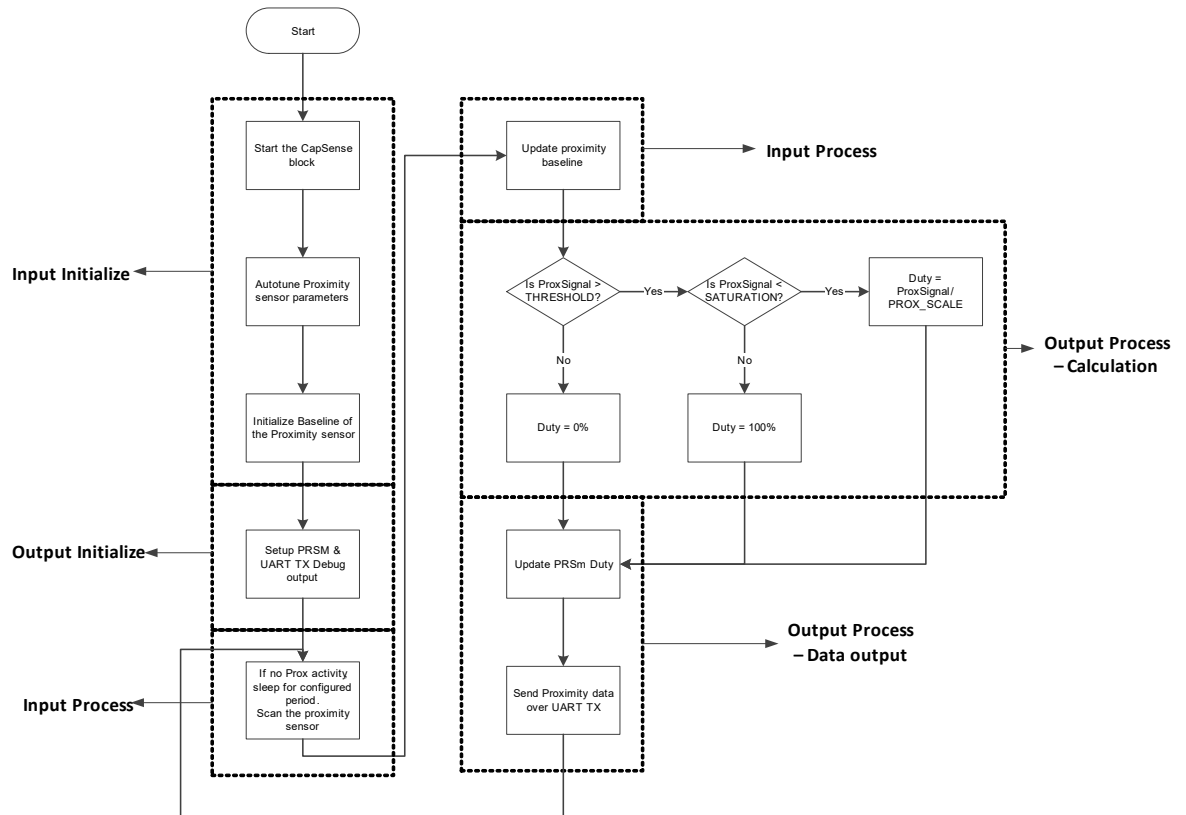 Start
Start the CapSense
block
Autotune Proximity
sensor parameters
Input Initialize
Initialize Baseline of
the Proximity sensor
Setup PRSM &
UART TX Debug
output
Output Initialize
If no Prox activity,
sleep for configured
period.
Scan the proximity
sensor
Input Process
Update proximity
baseline
Input Process
Is ProxSignal >
THRESHOLD?
Yes
Is ProxSignal <
SATURATION?
Yes
Duty =
ProxSignal/
PROX_SCALE
No
No
Duty = 0%
Duty = 100%
Output Process
– Calculation
Update PRSm Duty
Send Proximity data
over UART TX
Output Process
– Data output